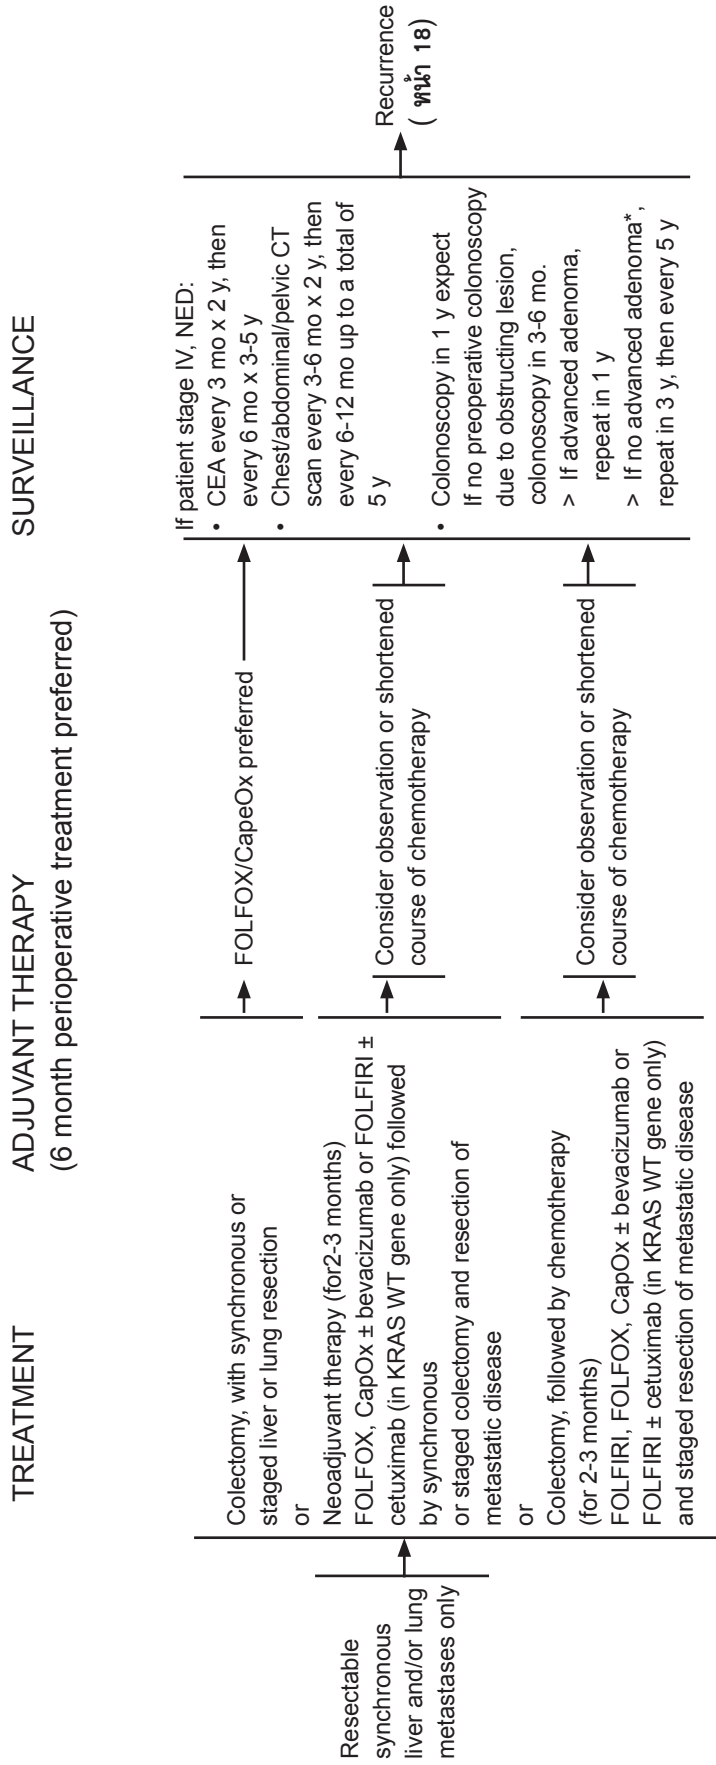 TREATMENT
ADJUVANT THERAPY
(6 month perioperative treatment preferred)
SURVEILLANCE
Resectable
synchronous
liver and/or lung
metastases only
Colectomy, with synchronous or
staged liver or lung resection
or
Neoadjuvant therapy (for2-3 months)
FOLFOX, CapOx ± bevacizumab or FOLFIRI ±
cetuximab (in KRAS WT gene only) followed
by synchronous
or staged colectomy and resection of
metastatic disease
or
Colectomy, followed by chemotherapy
(for 2-3 months)
FOLFIRI, FOLFOX, CapOx ± bevacizumab or
FOLFIRI ± cetuximab (in KRAS WT gene only)
and staged resection of metastatic disease
FOLFOX/CapeOx preferred
Consider observation or shortened
course of chemotherapy
Consider observation or shortened
course of chemotherapy
If patient stage IV, NED:
• CEA every 3 mo x 2 y, then
every 6 mo x 3-5 y
• Chest/abdominal/pelvic CT
scan every 3-6 mo x 2 y, then
every 6-12 mo up to a total of
5 y
• Colonoscopy in 1 y expect
If no preoperative colonoscopy
due to obstructing lesion,
colonoscopy in 3-6 mo.
> If advanced adenoma,
repeat in 1 y
> If no advanced adenoma*,
repeat in 3 y, then every 5 y
Recurrence
( หน้า 18)